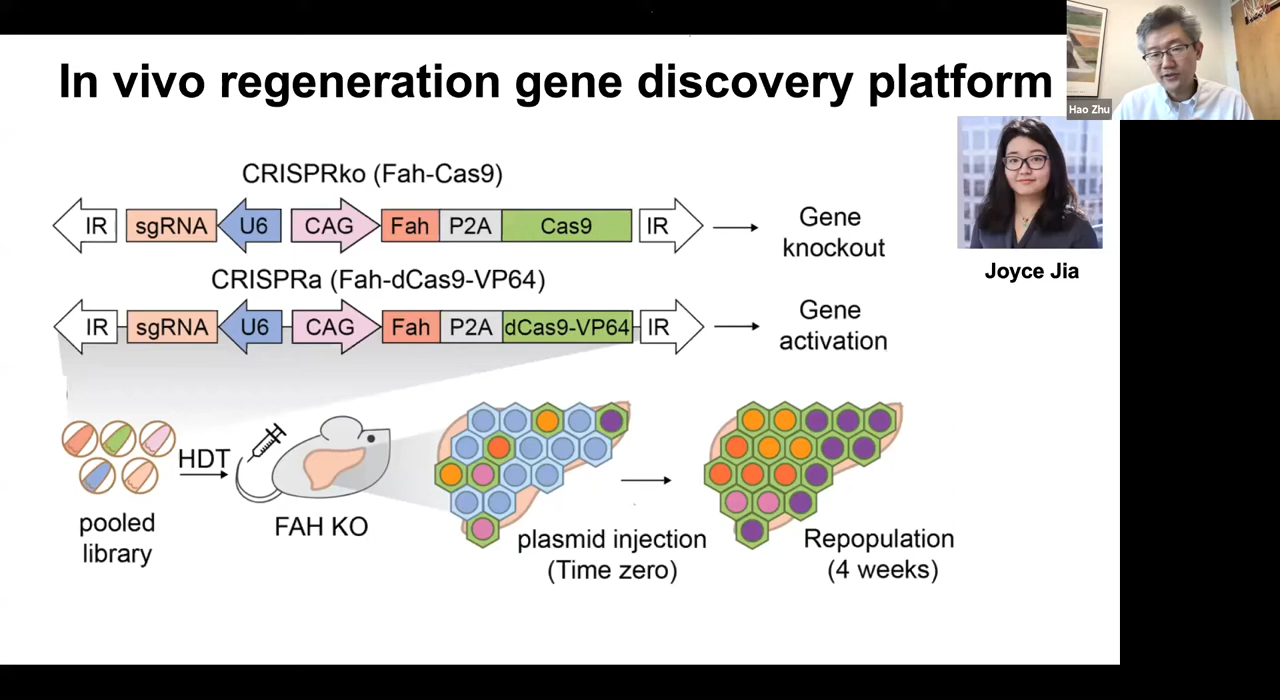 In vivo regeneration gene discovery platform
Hao Zhu
Joyce Jia
CRISPRko (Fah-Cas9)
IR sgRNA U6 CAG Fah P2A Cas9 IR
Gene
knockout
CRISPRa (Fah-dCas9-VP64)
IR sgRNA U6 CAG Fah P2A dCas9-VP64 IR
Gene
activation
HDT
pooled
library
FAH KO
plasmid injection
(Time zero)
Repopulation
(4 weeks)